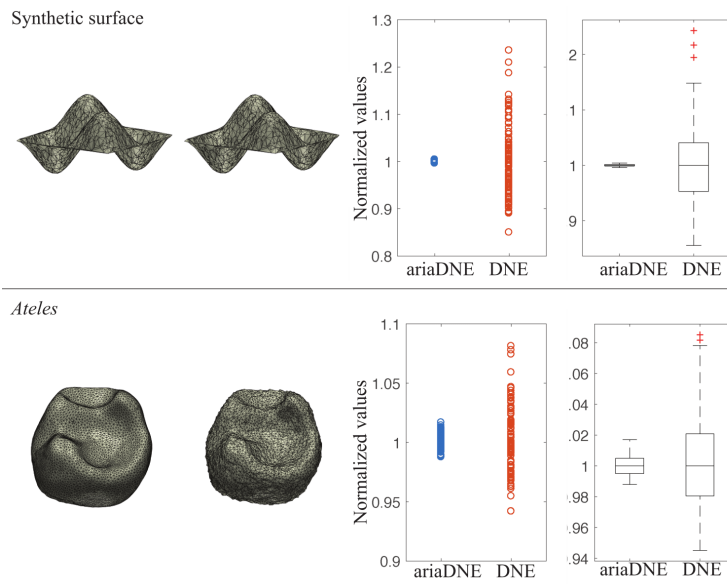 Synthetic surface
Normalized values
1.3
1.2
1.1
1
0.9
0.8
ariaDNE DNE
2
1
1
9
ariaDNE DNE
Ateles
Normalized values
1.1
1.05
1
0.95
0.9
ariaDNE DNE
.08
.06
.04
.02
1
.98
.96
.94
ariaDNE DNE